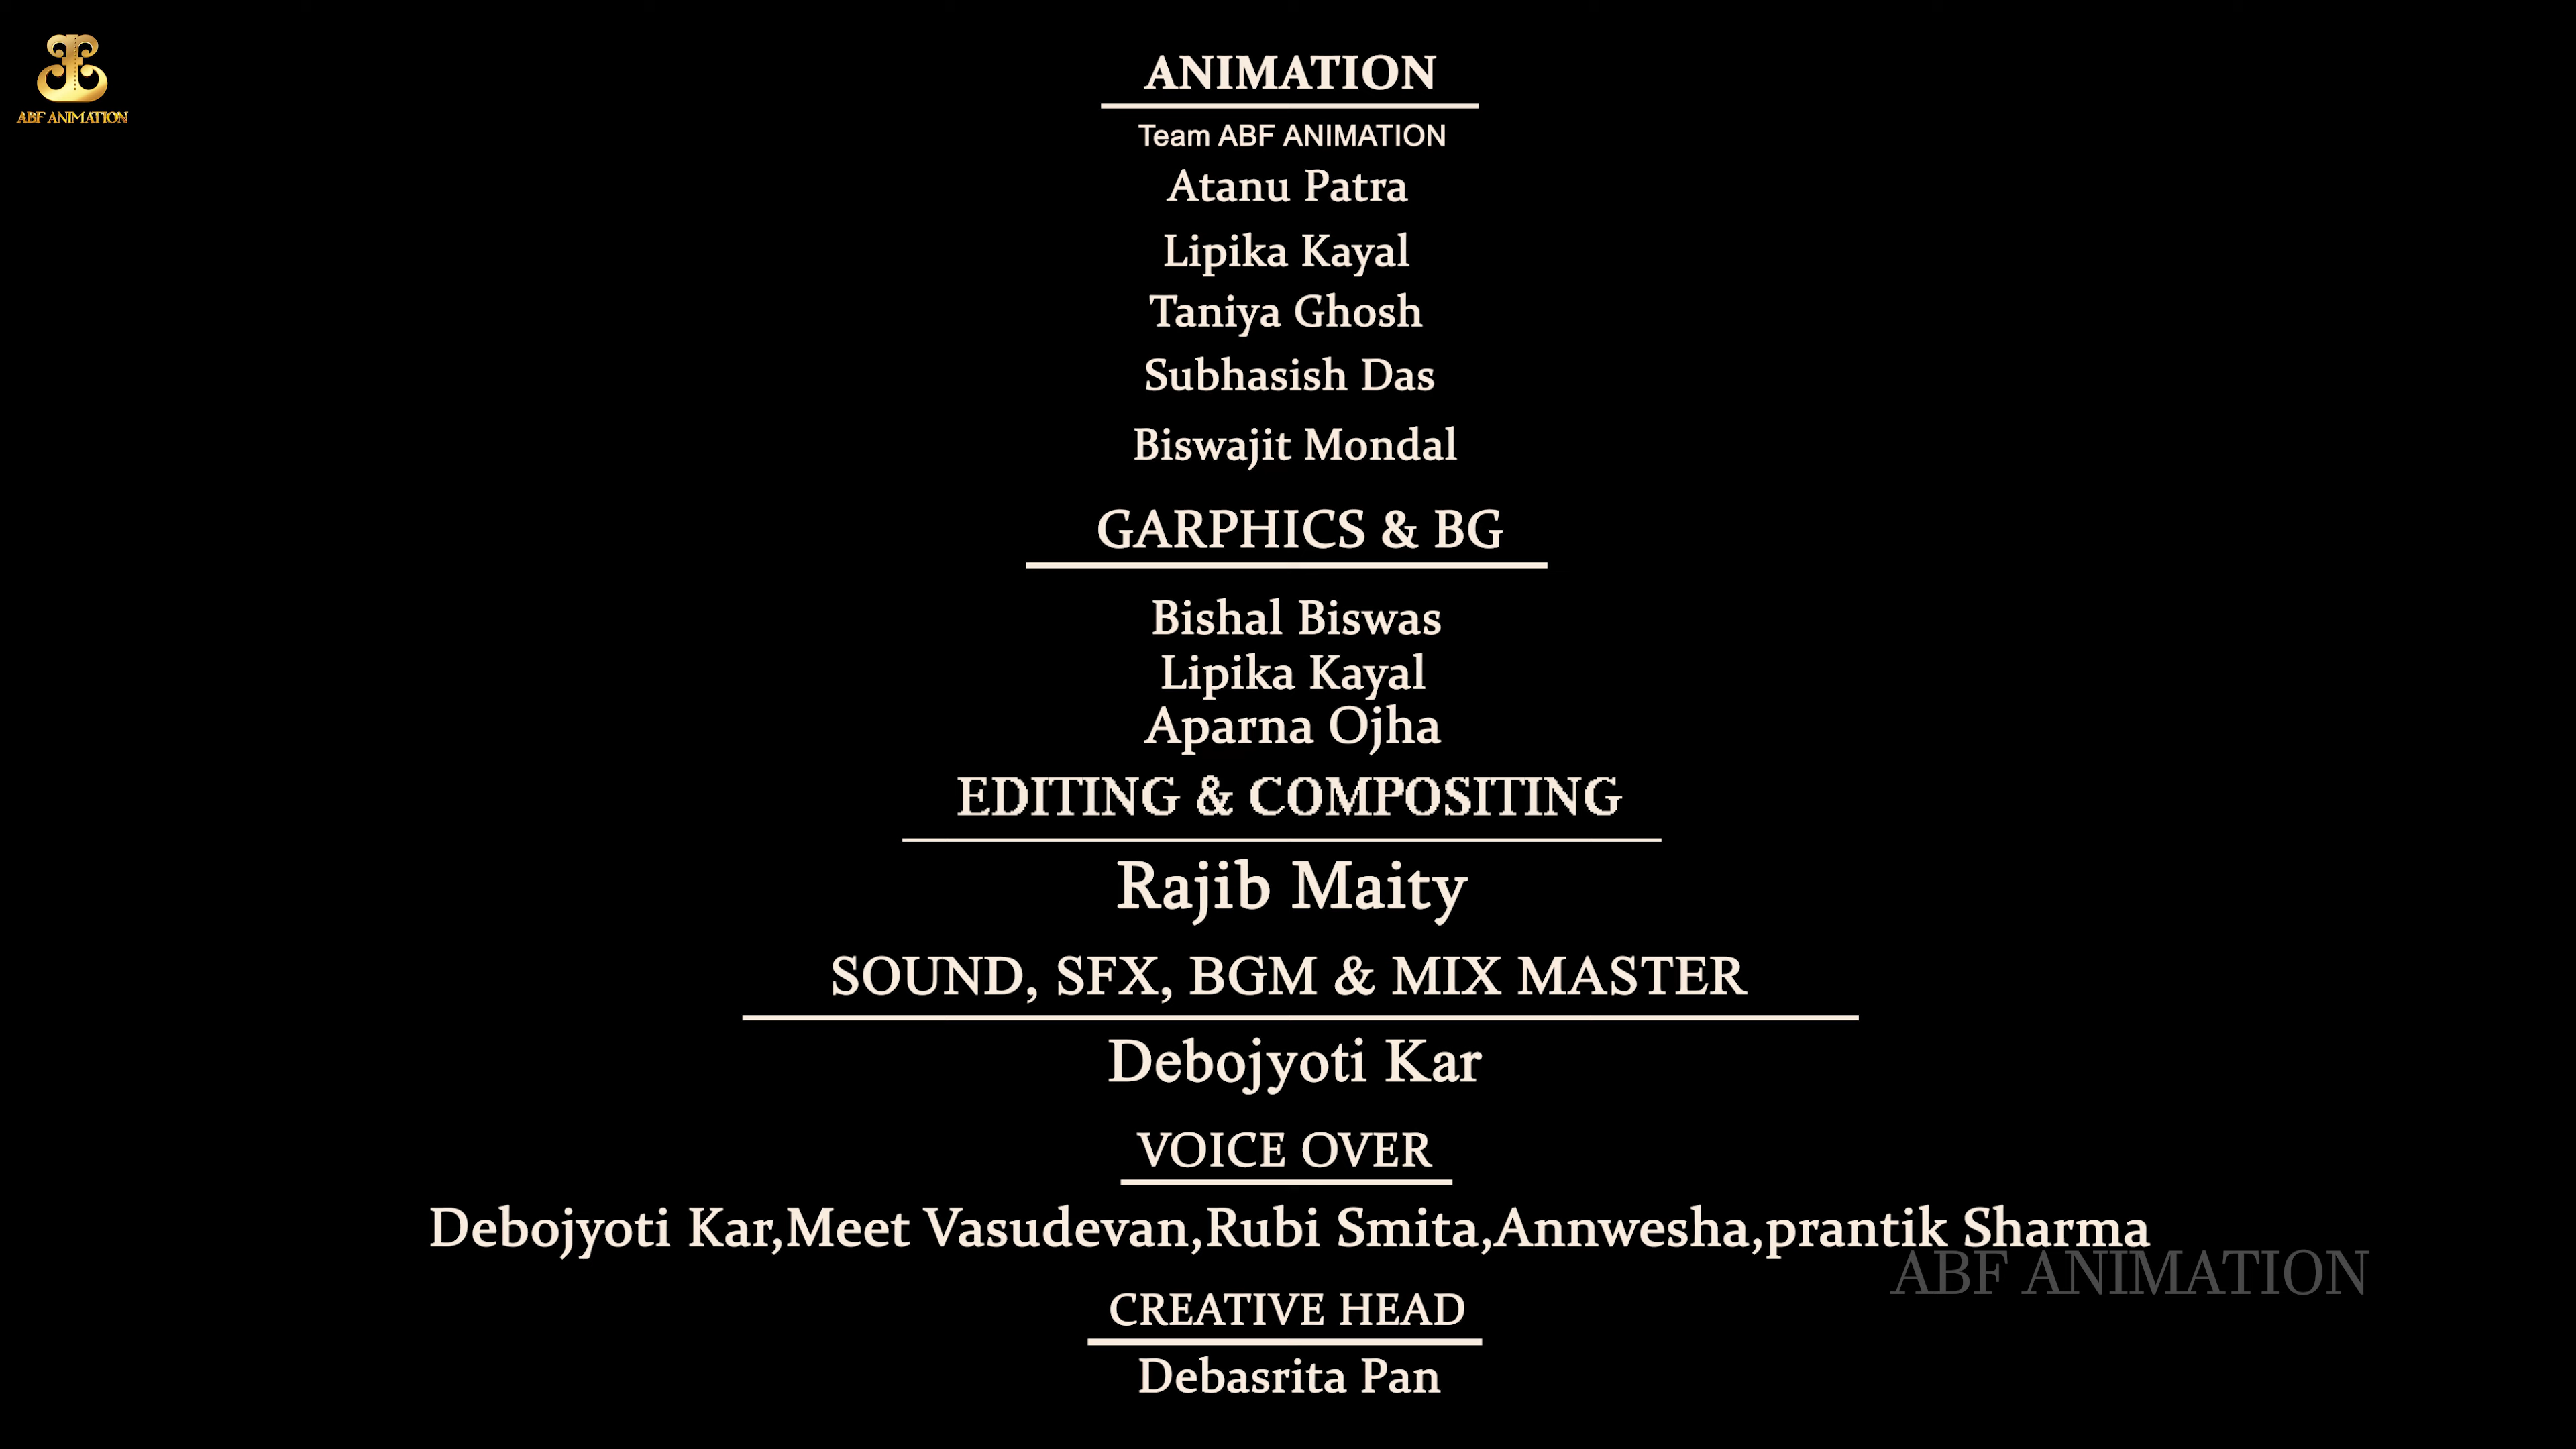 ABF ANIMATION
ANIMATION
Team ABF ANIMATION
Atanu Patra
Lipika Kayal
Taniya Ghosh
Subhasish Das
Biswajit Mondal
GARPHICS & BG
Bishal Biswas
Lipika Kayal
Aparna Ojha
EDITING & COMPOSITING
Rajib Maity
SOUND, SFX, BGM & MIX MASTER
Debojyoti Kar
VOICE OVER
Debojyoti Kar,Meet Vasudevan,Rubi Smita,Annwesha,prantik Sharma
ABF ANIMATION
CREATIVE HEAD
Debasrita Pan